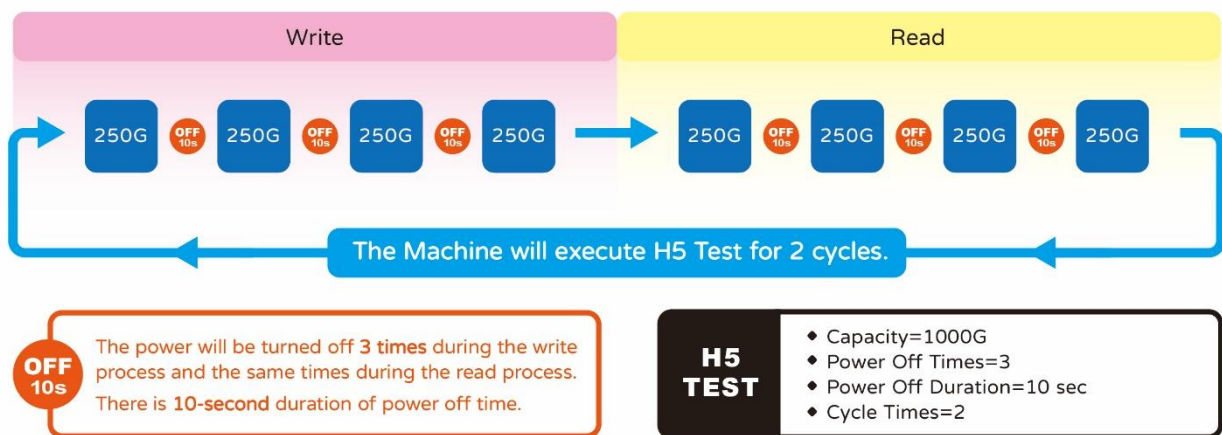 Write
Read
250G OFF 10s 250G OFF 10s 250G OFF 10s 250G
250G OFF 10s 250G OFF 10s 250G OFF 10s 250G
The Machine will execute H5 Test for 2 cycles.
OFF
10s
The power will be turned off 3 times during the write
process and the same times during the read process.
There is 10-second duration of power off time.
H5
TEST
◆ Capacity=1000G
◆ Power Off Times=3
◆ Power Off Duration=10 sec
◆ Cycle Times=2